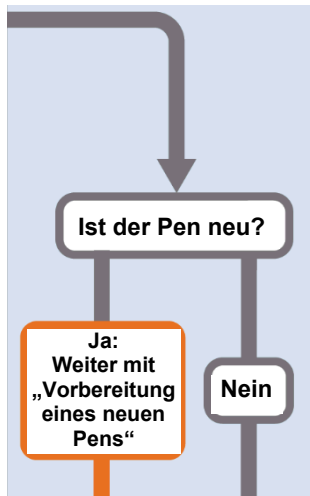 Ist der Pen neu?
Ja:
Weiter mit
„Vorbereitung
eines neuen
Pens“
Nein